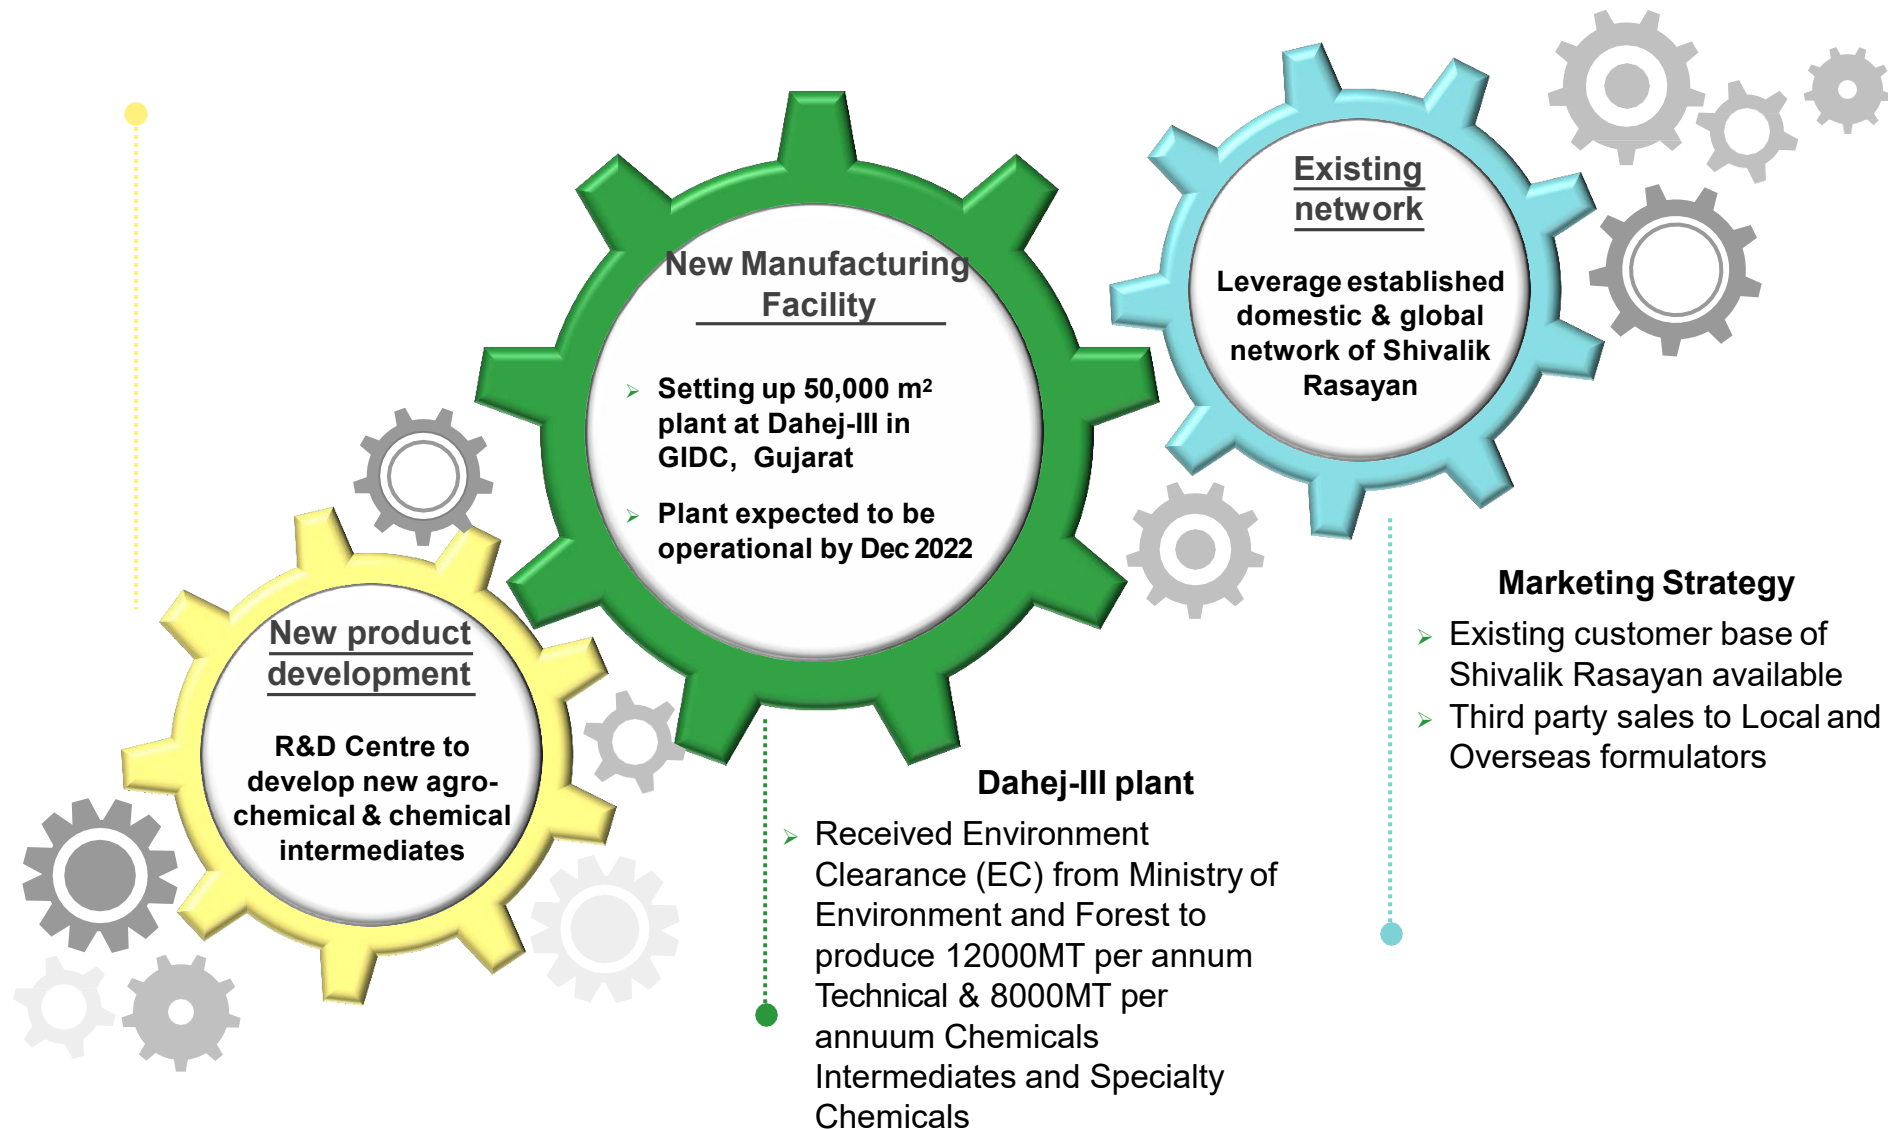 New product
development
R&D Centre to
develop new agro-
chemical & chemical
intermediates
New Manufacturing
Facility
➢ Setting up 50,000 m²
plant at Dahej-III in
GIDC, Gujarat
➢ Plant expected to be
operational by Dec 2022
Dahej-III plant
➢ Received Environment
Clearance (EC) from Ministry of
Environment and Forest to
produce 12000MT per annum
Technical & 8000MT per
annuum Chemicals
Intermediates and Specialty
Chemicals
Existing
network
Leverage established
domestic & global
network of Shivalik
Rasayan
Marketing Strategy
➢ Existing customer base of
Shivalik Rasayan available
➢ Third party sales to Local and
Overseas formulators